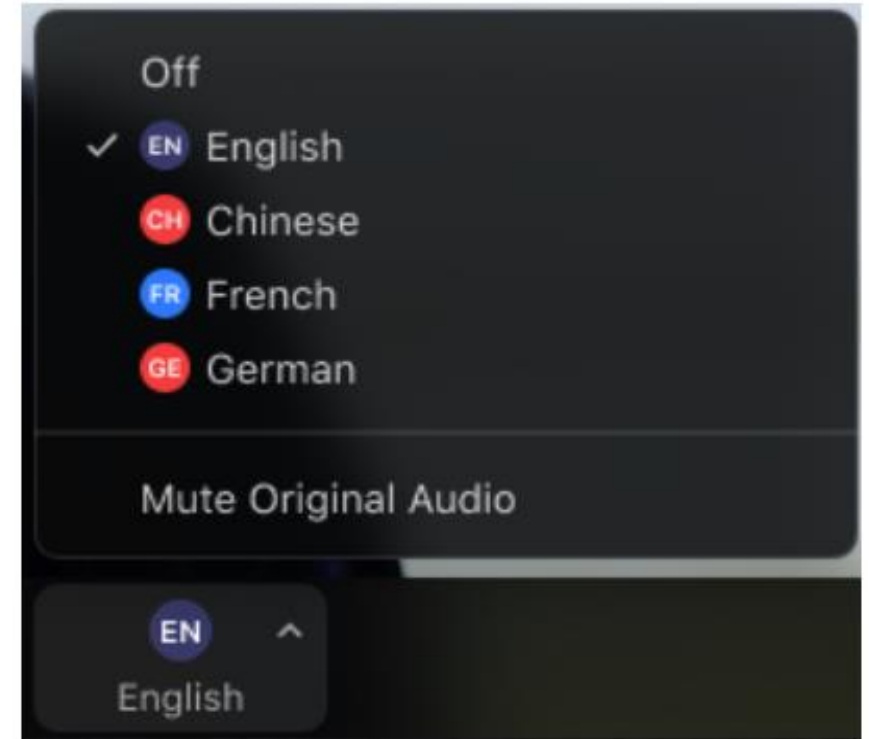 Off
EN English
CH Chinese
FR French
GE German
Mute Original Audio
EN
English